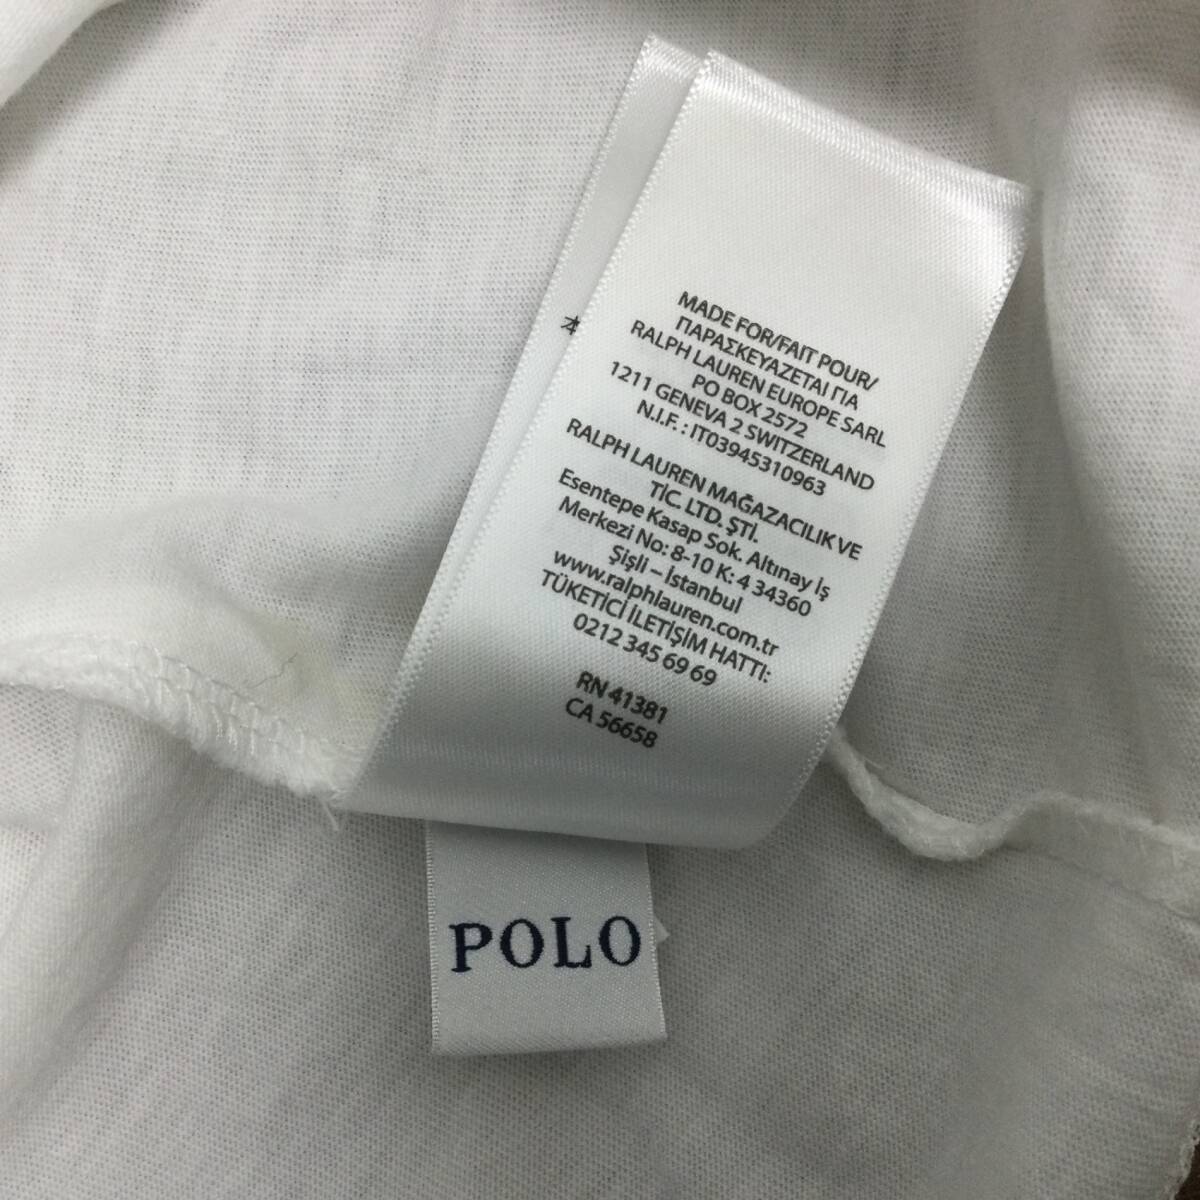 MADE FOR/FAIT POUR/
ΠΑΡΑΣΚΕΥΑΖΕΤΑΙ ΓΙΑ
RALPH LAUREN EUROPE SARL
PO BOX 2572
1211 GENEVA 2 SWITZERLAND
N.I.F. : IT03945310963
RALPH LAUREN MAĞAZACILIK VE
TİC. LTD. ŞTİ.
Esentepe Kasap Sok. Altınay İş
Merkezi No: 8-10 K: 4 34360
Şişli – İstanbul
www.ralphlauren.com.tr
TÜKETİCİ İLETİŞİM HATTI:
0212 345 69 69
RN 41381
CA 56658
POLO